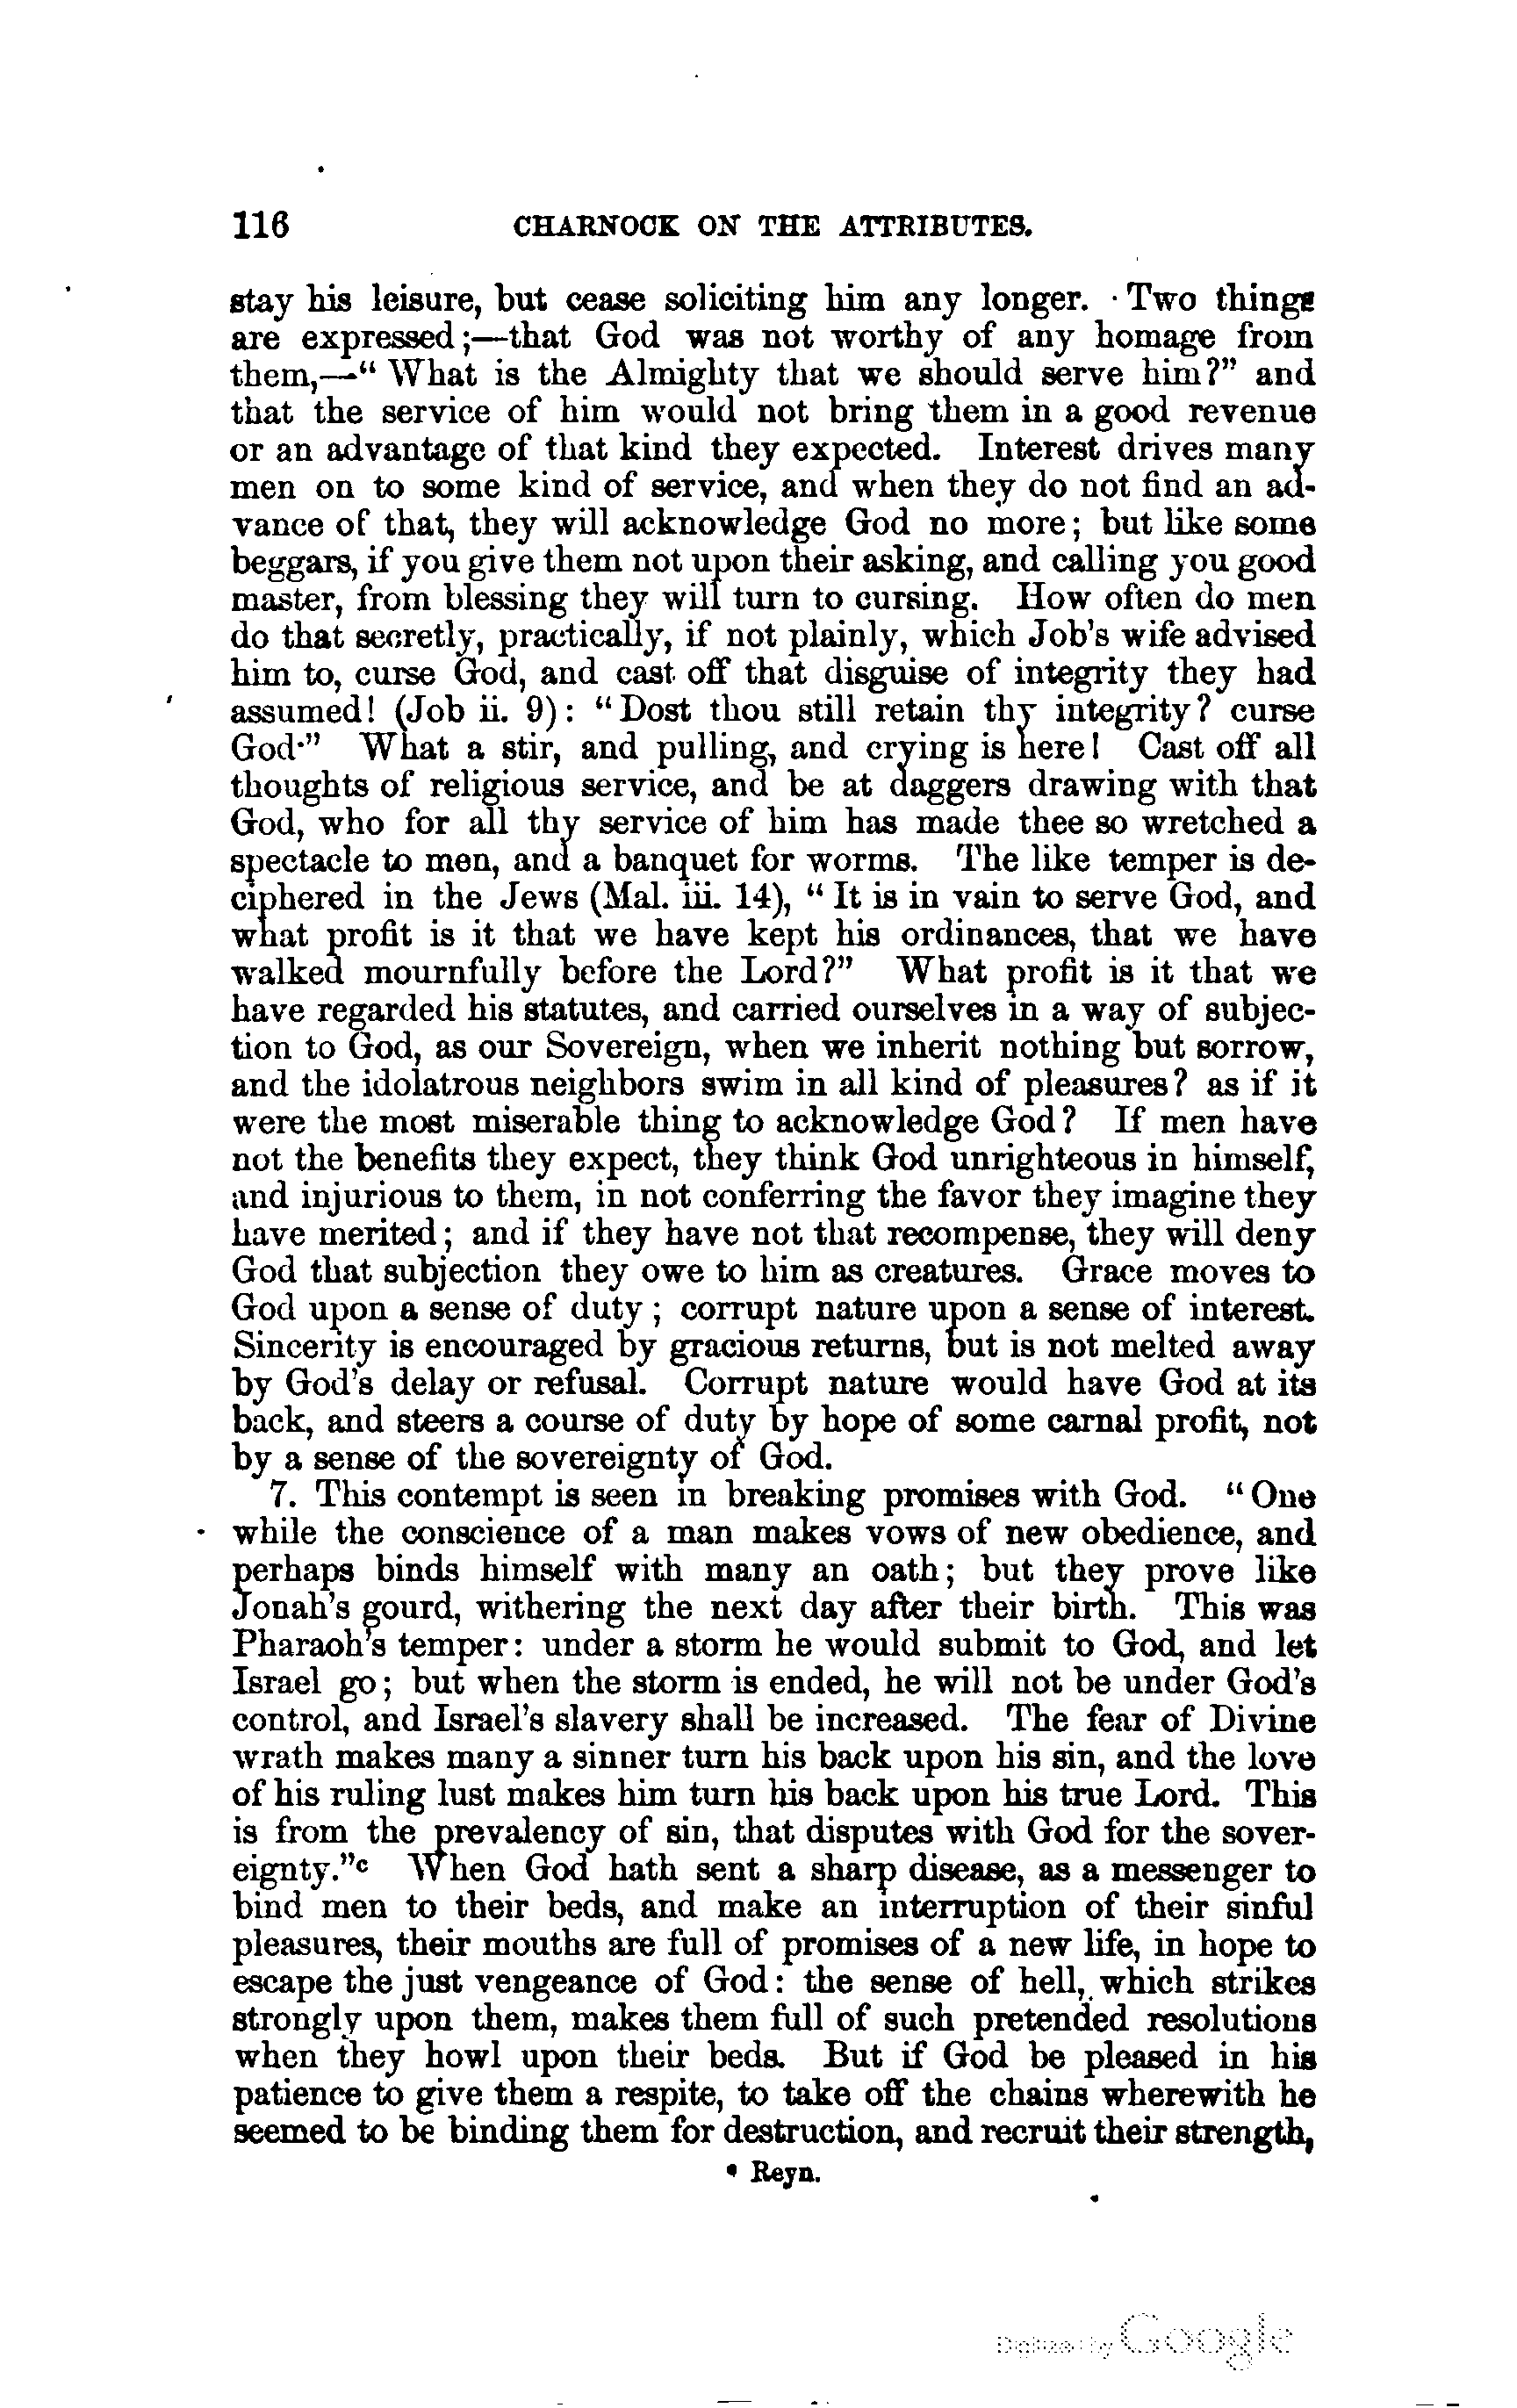 116 CHARNOCK ON THE ATTRIBUTES.
stay his leisure, but cease soliciting him any longer. · Two things
are expressed;—that God was not worthy of any homage from
them,—“ What is the Almighty that we should serve him?” and
that the service of him would not bring them in a good revenue
or an advantage of that kind they expected. Interest drives many
men on to some kind of service, and when they do not find an ad-
vance of that, they will acknowledge God no more; but like some
beggars, if you give them not upon their asking, and calling you good
master, from blessing they will turn to cursing. How often do men
do that secretly, practically, if not plainly, which Job's wife advised
him to, curse God, and cast off that disguise of integrity they had
assumed! (Job ii. 9): “Dost thou still retain thy integrity? curse
God·” What a stir, and pulling, and crying is here! Cast off all
thoughts of religious service, and be at daggers drawing with that
God, who for all thy service of him has made thee so wretched a
spectacle to men, and a banquet for worms. The like temper is de-
ciphered in the Jews (Mal. iii. 14), “ It is in vain to serve God, and
what profit is it that we have kept his ordinances, that we have
walked mournfully before the Lord?” What profit is it that we
have regarded his statutes, and carried ourselves in a way of subjec-
tion to God, as our Sovereign, when we inherit nothing but sorrow,
and the idolatrous neighbors swim in all kind of pleasures? as if it
were the most miserable thing to acknowledge God? If men have
not the benefits they expect, they think God unrighteous in himself,
and injurious to them, in not conferring the favor they imagine they
have merited; and if they have not that recompense, they will deny
God that subjection they owe to him as creatures. Grace moves to
God upon a sense of duty; corrupt nature upon a sense of interest.
Sincerity is encouraged by gracious returns, but is not melted away
by God's delay or refusal. Corrupt nature would have God at its
back, and steers a course of duty by hope of some carnal profit, not
by a sense of the sovereignty of God.
7. This contempt is seen in breaking promises with God. “ One
while the conscience of a man makes vows of new obedience, and
perhaps binds himself with many an oath; but they prove like
Jonah's gourd, withering the next day after their birth. This was
Pharaoh's temper: under a storm he would submit to God, and let
Israel go; but when the storm is ended, he will not be under God's
control, and Israel's slavery shall be increased. The fear of Divine
wrath makes many a sinner turn his back upon his sin, and the love
of his ruling lust makes him turn his back upon his true Lord. This
is from the prevalency of sin, that disputes with God for the sover-
eignty.”c When God hath sent a sharp disease, as a messenger to
bind men to their beds, and make an interruption of their sinful
pleasures, their mouths are full of promises of a new life, in hope to
escape the just vengeance of God: the sense of hell, which strikes
strongly upon them, makes them full of such pretended resolutions
when they howl upon their beds. But if God be pleased in his
patience to give them a respite, to take off the chains wherewith he
seemed to be binding them for destruction, and recruit their strength,
c Reyn.
Digitized by Google